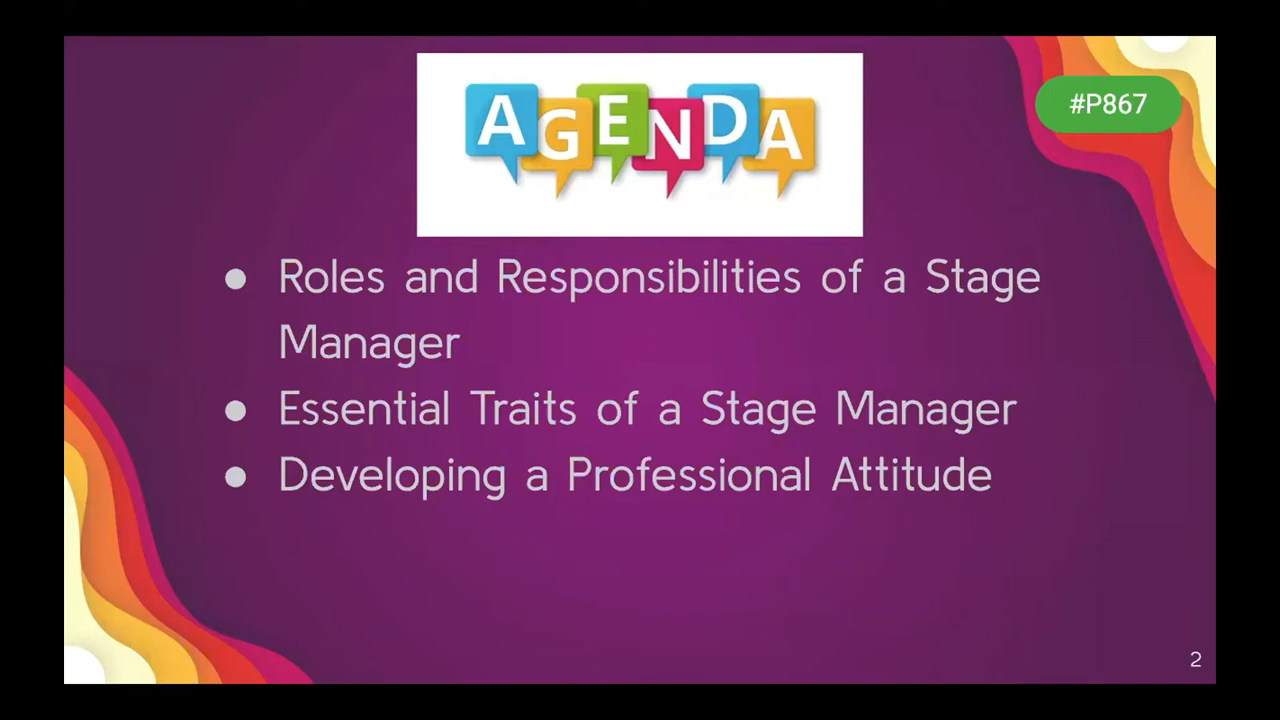 AGENDA
#P867
● Roles and Responsibilities of a Stage
Manager
● Essential Traits of a Stage Manager
● Developing a Professional Attitude
2